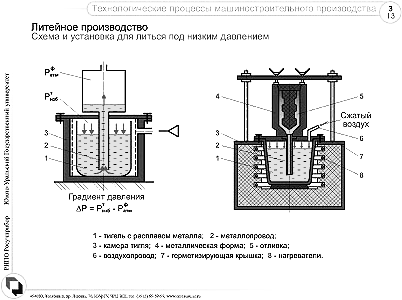 Технологические процессы машиностроительного производства
3
13
Литейное производство
Схема и установка для литься под низким давлением
Сжатый
воздух
4
5
6
3
2
1
7
8
3
2
1
Градиент давления
1 - тигель с расплавом металла; 2 - металлопровод;
3 - камера тигля; 4 - металлическая форма; 5 - отливка;
6 - воздухопровод; 7 - герметизирующая крышка; 8 - нагреватели.
Южно-Уральский Государственный университет